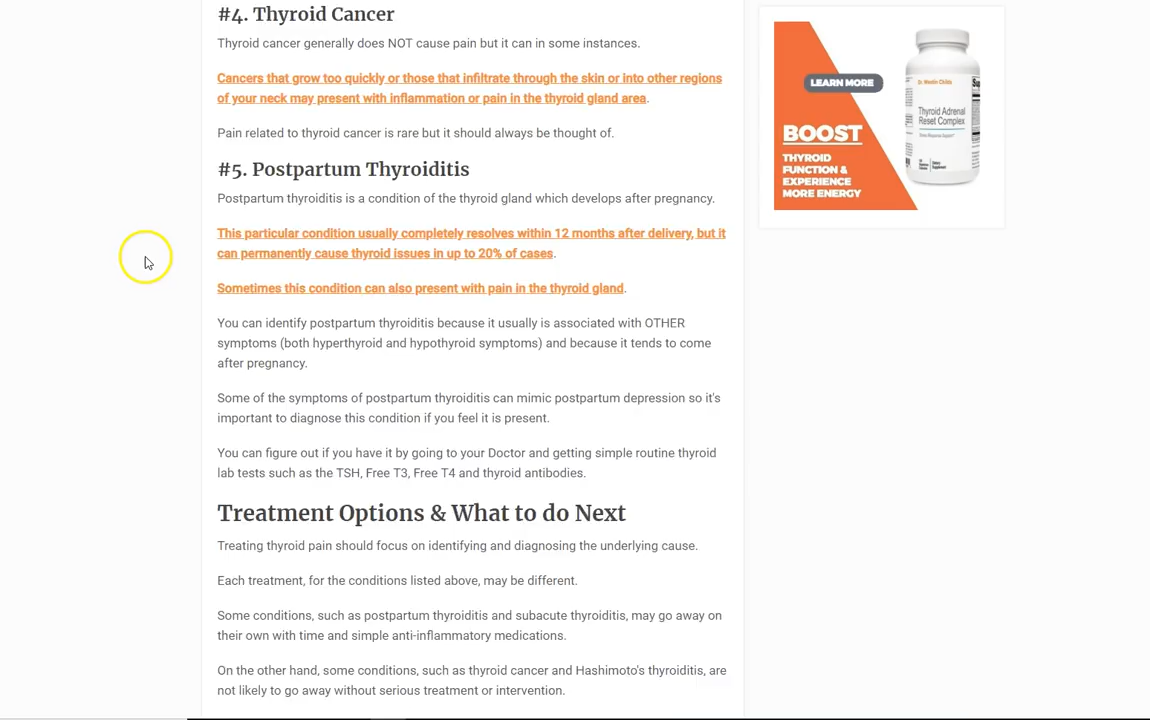 #4. Thyroid Cancer
Thyroid cancer generally does NOT cause pain but it can in some instances.
Cancers that grow too quickly or those that infiltrate through the skin or into other regions
of your neck may present with inflammation or pain in the thyroid gland area.
Pain related to thyroid cancer is rare but it should always be thought of.
#5. Postpartum Thyroiditis
Postpartum thyroiditis is a condition of the thyroid gland which develops after pregnancy.
This particular condition usually completely resolves within 12 months after delivery, but it
can permanently cause thyroid issues in up to 20% of cases.
Sometimes this condition can also present with pain in the thyroid gland.
You can identify postpartum thyroiditis because it usually is associated with OTHER
symptoms (both hyperthyroid and hypothyroid symptoms) and because it tends to come
after pregnancy.
Some of the symptoms of postpartum thyroiditis can mimic postpartum depression so it's
important to diagnose this condition if you feel it is present.
You can figure out if you have it by going to your Doctor and getting simple routine thyroid
lab tests such as the TSH, Free T3, Free T4 and thyroid antibodies.
Treatment Options & What to do Next
Treating thyroid pain should focus on identifying and diagnosing the underlying cause.
Each treatment, for the conditions listed above, may be different.
Some conditions, such as postpartum thyroiditis and subacute thyroiditis, may go away on
their own with time and simple anti-inflammatory medications.
On the other hand, some conditions, such as thyroid cancer and Hashimoto's thyroiditis, are
not likely to go away without serious treatment or intervention.
LEARN MORE
BOOST
THYROID
FUNCTION &
EXPERIENCE
MORE ENERGY
Dr. Westin Childs
Thyroid Adrenal
Reset Complex